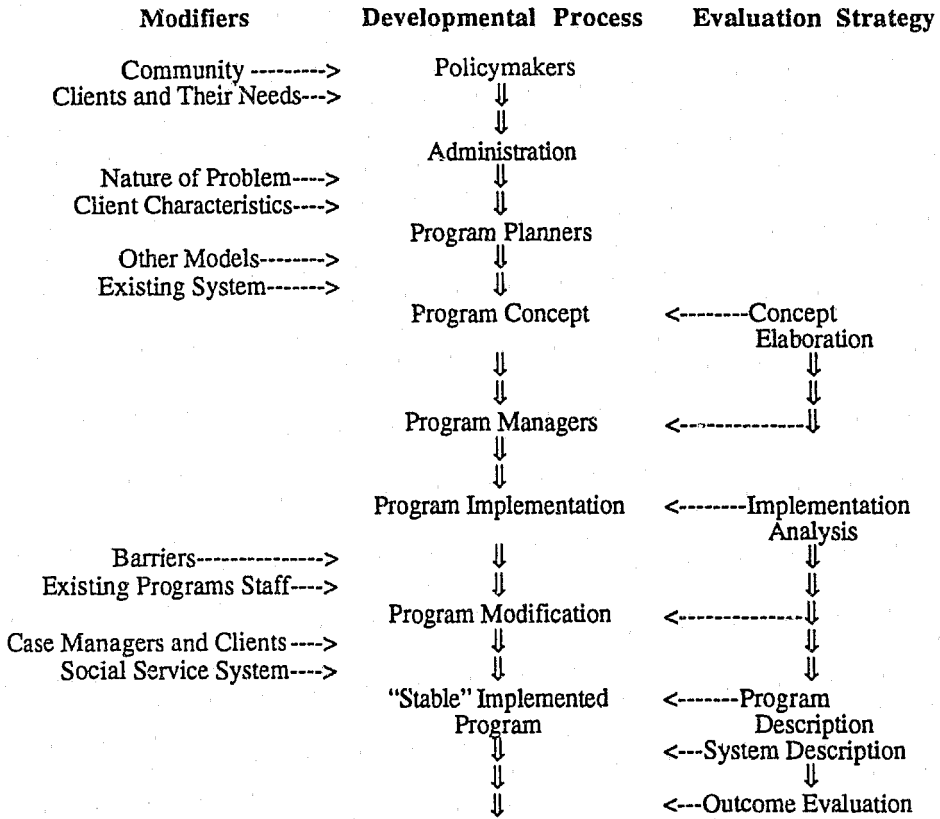 Modifiers Developmental Process Evaluation Strategy
Community ---------> Policymakers
Clients and Their Needs---> ⇓
⇓
Administration
Nature of Problem----> ⇓
Client Characteristics----> ⇓
Program Planners
Other Models--------> ⇓
Existing System-------> ⇓
Program Concept <--------Concept
Elaboration
⇓ ⇓
⇓ ⇓
Program Managers <--------------⇓
⇓
⇓
Program Implementation <--------Implementation
Analysis
Barriers---------------> ⇓ ⇓
Existing Programs Staff----> ⇓ ⇓
Program Modification <--------------⇓
Case Managers and Clients ----> ⇓ ⇓
Social Service System----> ⇓ ⇓
“Stable” Implemented <-------Program
Program Description
⇓ <---System Description
⇓ ⇓
⇓ <---Outcome Evaluation